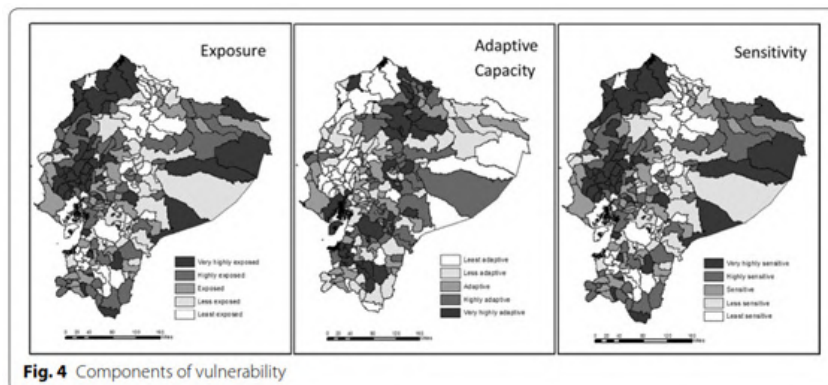 Exposure
Very highly exposed
Highly exposed
Exposed
Less exposed
Least exposed
Adaptive
Capacity
Least adaptive
Less adaptive
Adaptive
Highly adaptive
Very highly adaptive
Sensitivity
Very highly sensitive
Highly sensitive
Sensitive
Less sensitive
Least sensitive
Fig. 4 Components of vulnerability